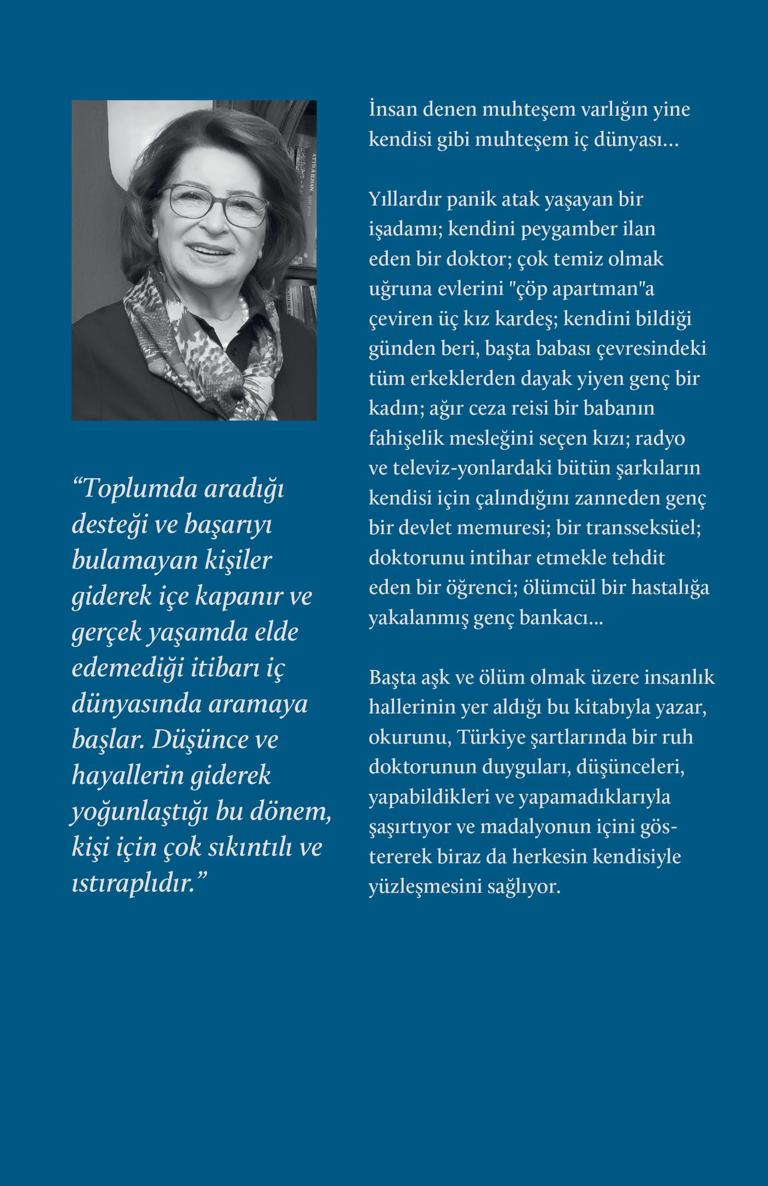 İnsan denen muhteşem varlığın yine
kendisi gibi muhteşem iç dünyası...
Yıllardır panik atak yaşayan bir
işadamı; kendini peygamber ilan
eden bir doktor; çok temiz olmak
uğruna evlerini "çöp apartman"a
çeviren üç kız kardeş; kendini bildiği
günden beri, başta babası çevresindeki
tüm erkeklerden dayak yiyen genç bir
kadın; ağır ceza reisi bir babanın
fahişelik mesleğini seçen kızı; radyo
ve televiz-yonlardaki bütün şarkıların
kendisi için çalındığını zanneden genç
bir devlet memuresi; bir transseksüel;
doktorunu intihar etmekle tehdit
eden bir öğrenci; ölümcül bir hastalığa
yakalanmış genç bankacı...
Başta aşk ve ölüm olmak üzere insanlık
hallerinin yer aldığı bu kitabıyla yazar,
okurunu, Türkiye şartlarında bir ruh
doktorunun duyguları, düşünceleri,
yapabildikleri ve yapamadıklarıyla
şaşırtıyor ve madalyonun içini gös-
tererek biraz da herkesin kendisiyle
yüzleşmesini sağlıyor.
“Toplumda aradığı
desteği ve başarıyı
bulamayan kişiler
giderek içe kapanır ve
gerçek yaşamda elde
edemediği itibarı iç
dünyasında aramaya
başlar. Düşünce ve
hayallerin giderek
yoğunlaştığı bu dönem,
kişi için çok sıkıntılı ve
ıstıraplıdır.”
ATTİLÂ İLHAN